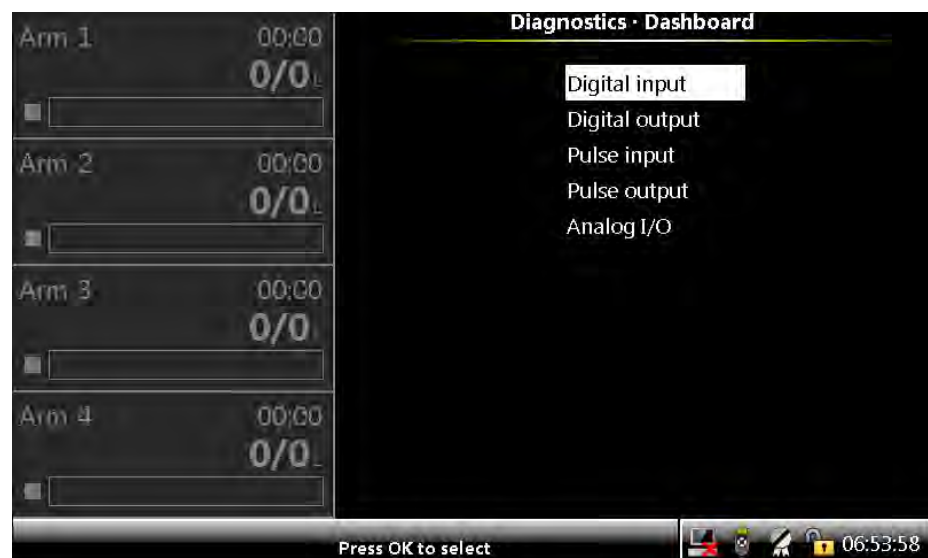 Arm 1 00:00
0/0 L
Arm 2 00:00
0/0 L
Arm 3 00:00
0/0
Arm 4 00:00
0/0
Diagnostics · Dashboard
Digital input
Digital output
Pulse input
Pulse output
Analog I/O
Press OK to select
06:53:58